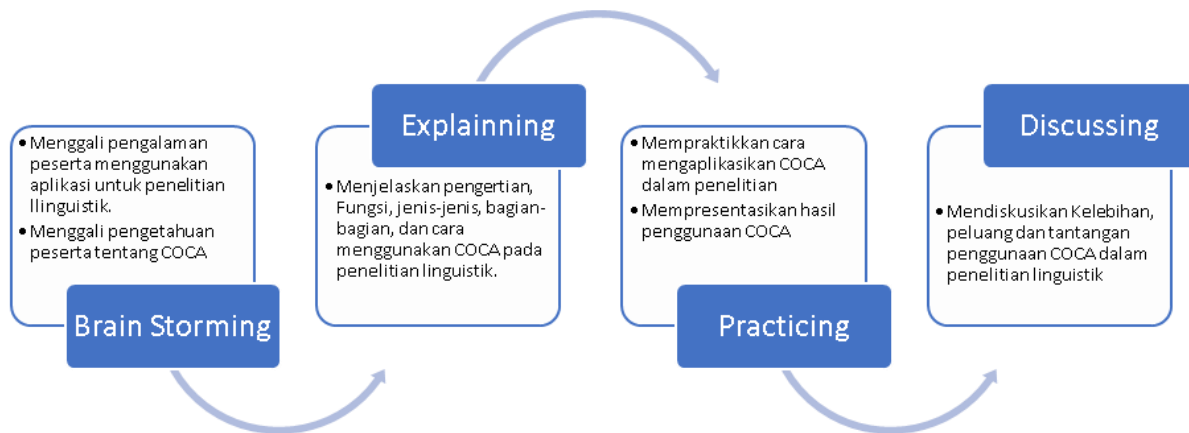 • Menggali pengalaman
peserta menggunakan
aplikasi untuk penelitian
Llinguistik.
• Menggali pengetahuan
peserta tentang COCA
Brain Storming
Explainning
• Menjelaskan pengertian,
Fungsi, jenis-jenis, bagian-
bagian, dan cara
menggunakan COCA pada
penelitian linguistik.
• Mempraktikkan cara
mengaplikasikan COCA
dalam penelitian
• Mempresentasikan hasil
penggunaan COCA
Practicing
Discussing
• Mendiskusikan Kelebihan,
peluang dan tantangan
penggunaan COCA dalam
penelitian linguistik